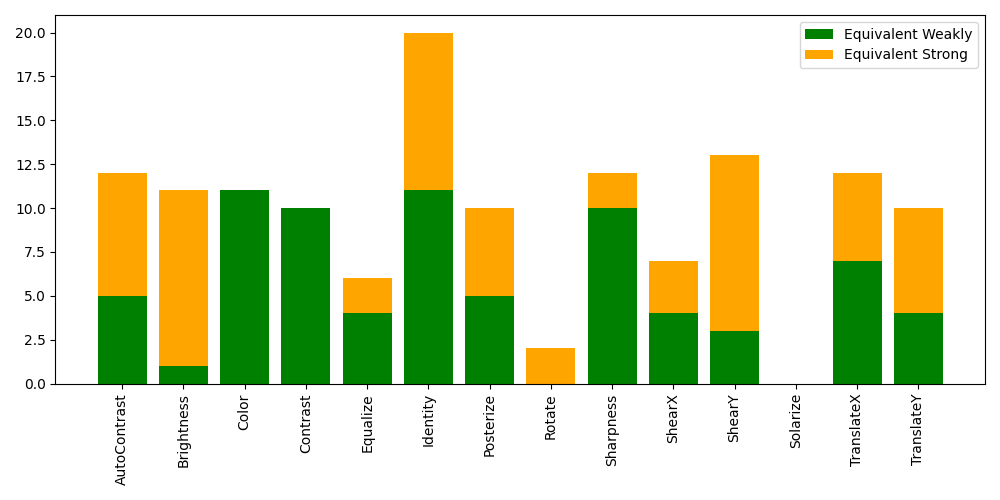 20.0
17.5
15.0
12.5
10.0
7.5
5.0
2.5
0.0
Equivalent Weakly
Equivalent Strong
AutoContrast
Brightness
Color
Contrast
Equalize
Identity
Posterize
Rotate
Sharpness
ShearX
ShearY
Solarize
TranslateX
TranslateY